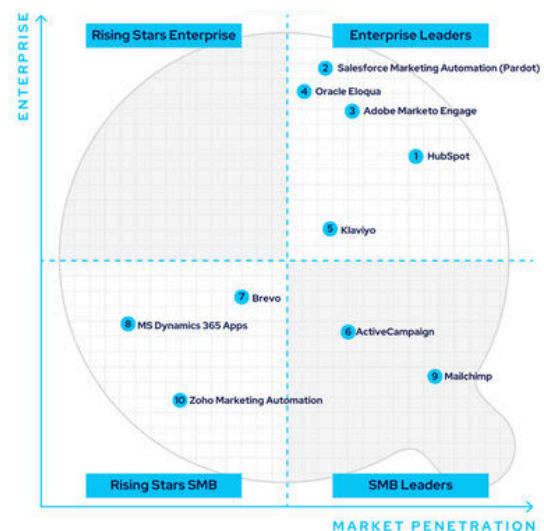 Rising Stars Enterprise
Enterprise Leaders
ENTERPRISE
2 Salesforce Marketing Automation (Pardot)
4 Oracle Eloqua
3 Adobe Marketo Engage
1 HubSpot
5 Klaviyo
7 Brevo
8 MS Dynamics 365 Apps
6 ActiveCampaign
9 Mailchimp
10 Zoho Marketing Automation
Rising Stars SMB
SMB Leaders
MARKET PENETRATION